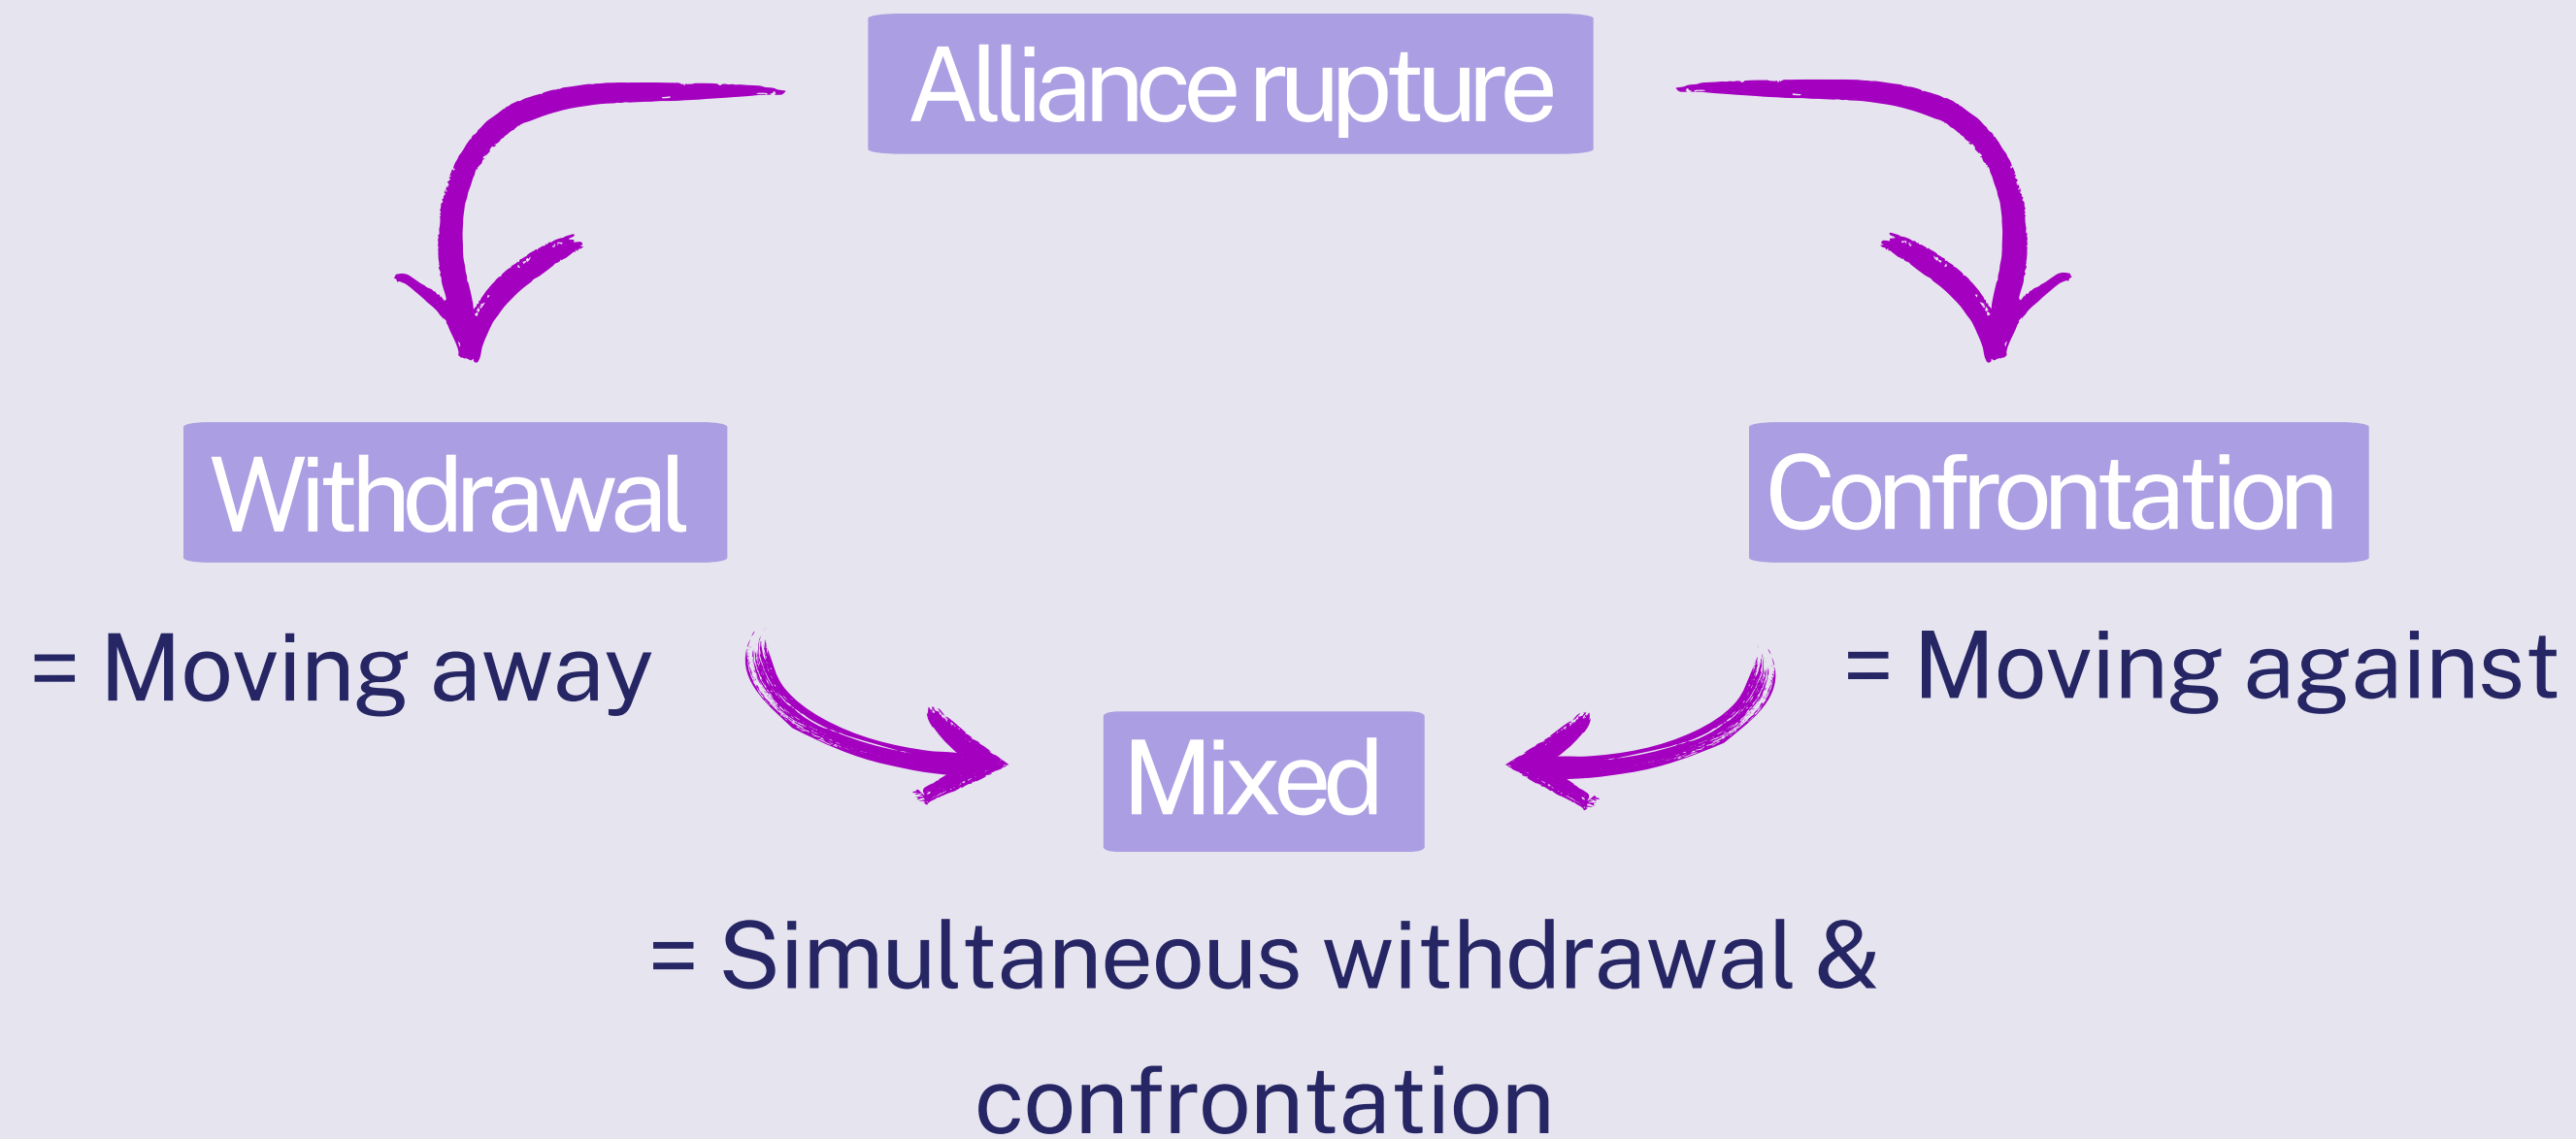 Alliance rupture
Withdrawal
Confrontation
= Moving away
= Moving against
Mixed
= Simultaneous withdrawal &
confrontation